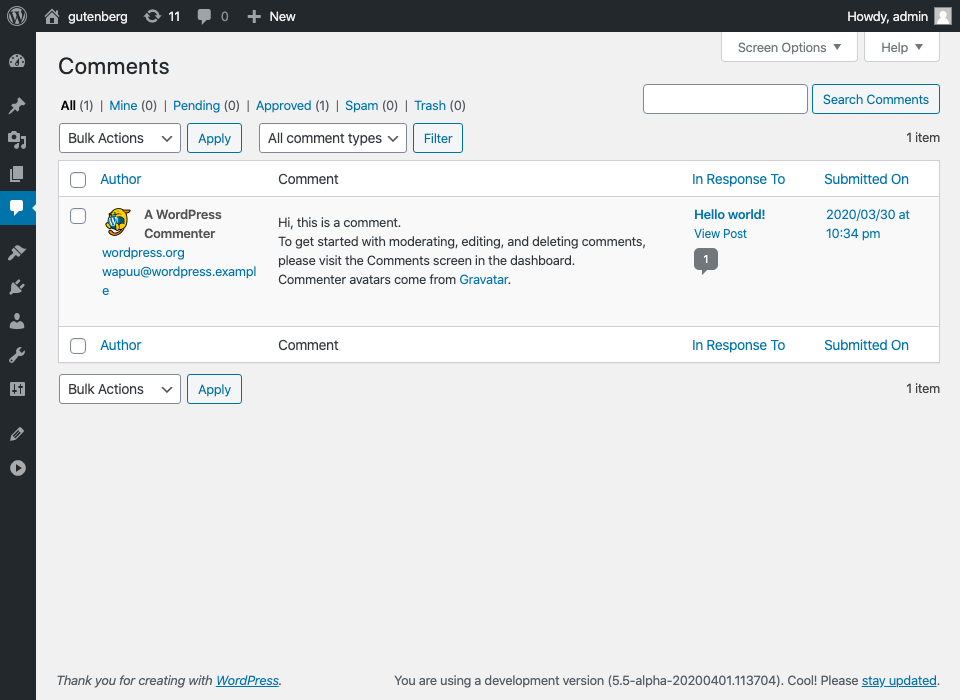 gutenberg 11 0 New Howdy, admin
Screen Options Help
Comments
All (1) | Mine (0) | Pending (0) | Approved (1) | Spam (0) | Trash (0)
Search Comments
Bulk Actions Apply All comment types Filter 1 item
Author Comment In Response To Submitted On
A WordPress Commenter
wordpress.org
wapuu@wordpress.exampl
e
Hi, this is a comment.
To get started with moderating, editing, and deleting comments,
please visit the Comments screen in the dashboard.
Commenter avatars come from Gravatar.
Hello world!
View Post
1
2020/03/30 at
10:34 pm
Author Comment In Response To Submitted On
Bulk Actions Apply 1 item
Thank you for creating with WordPress. You are using a development version (5.5-alpha-20200401.113704). Cool! Please stay updated.